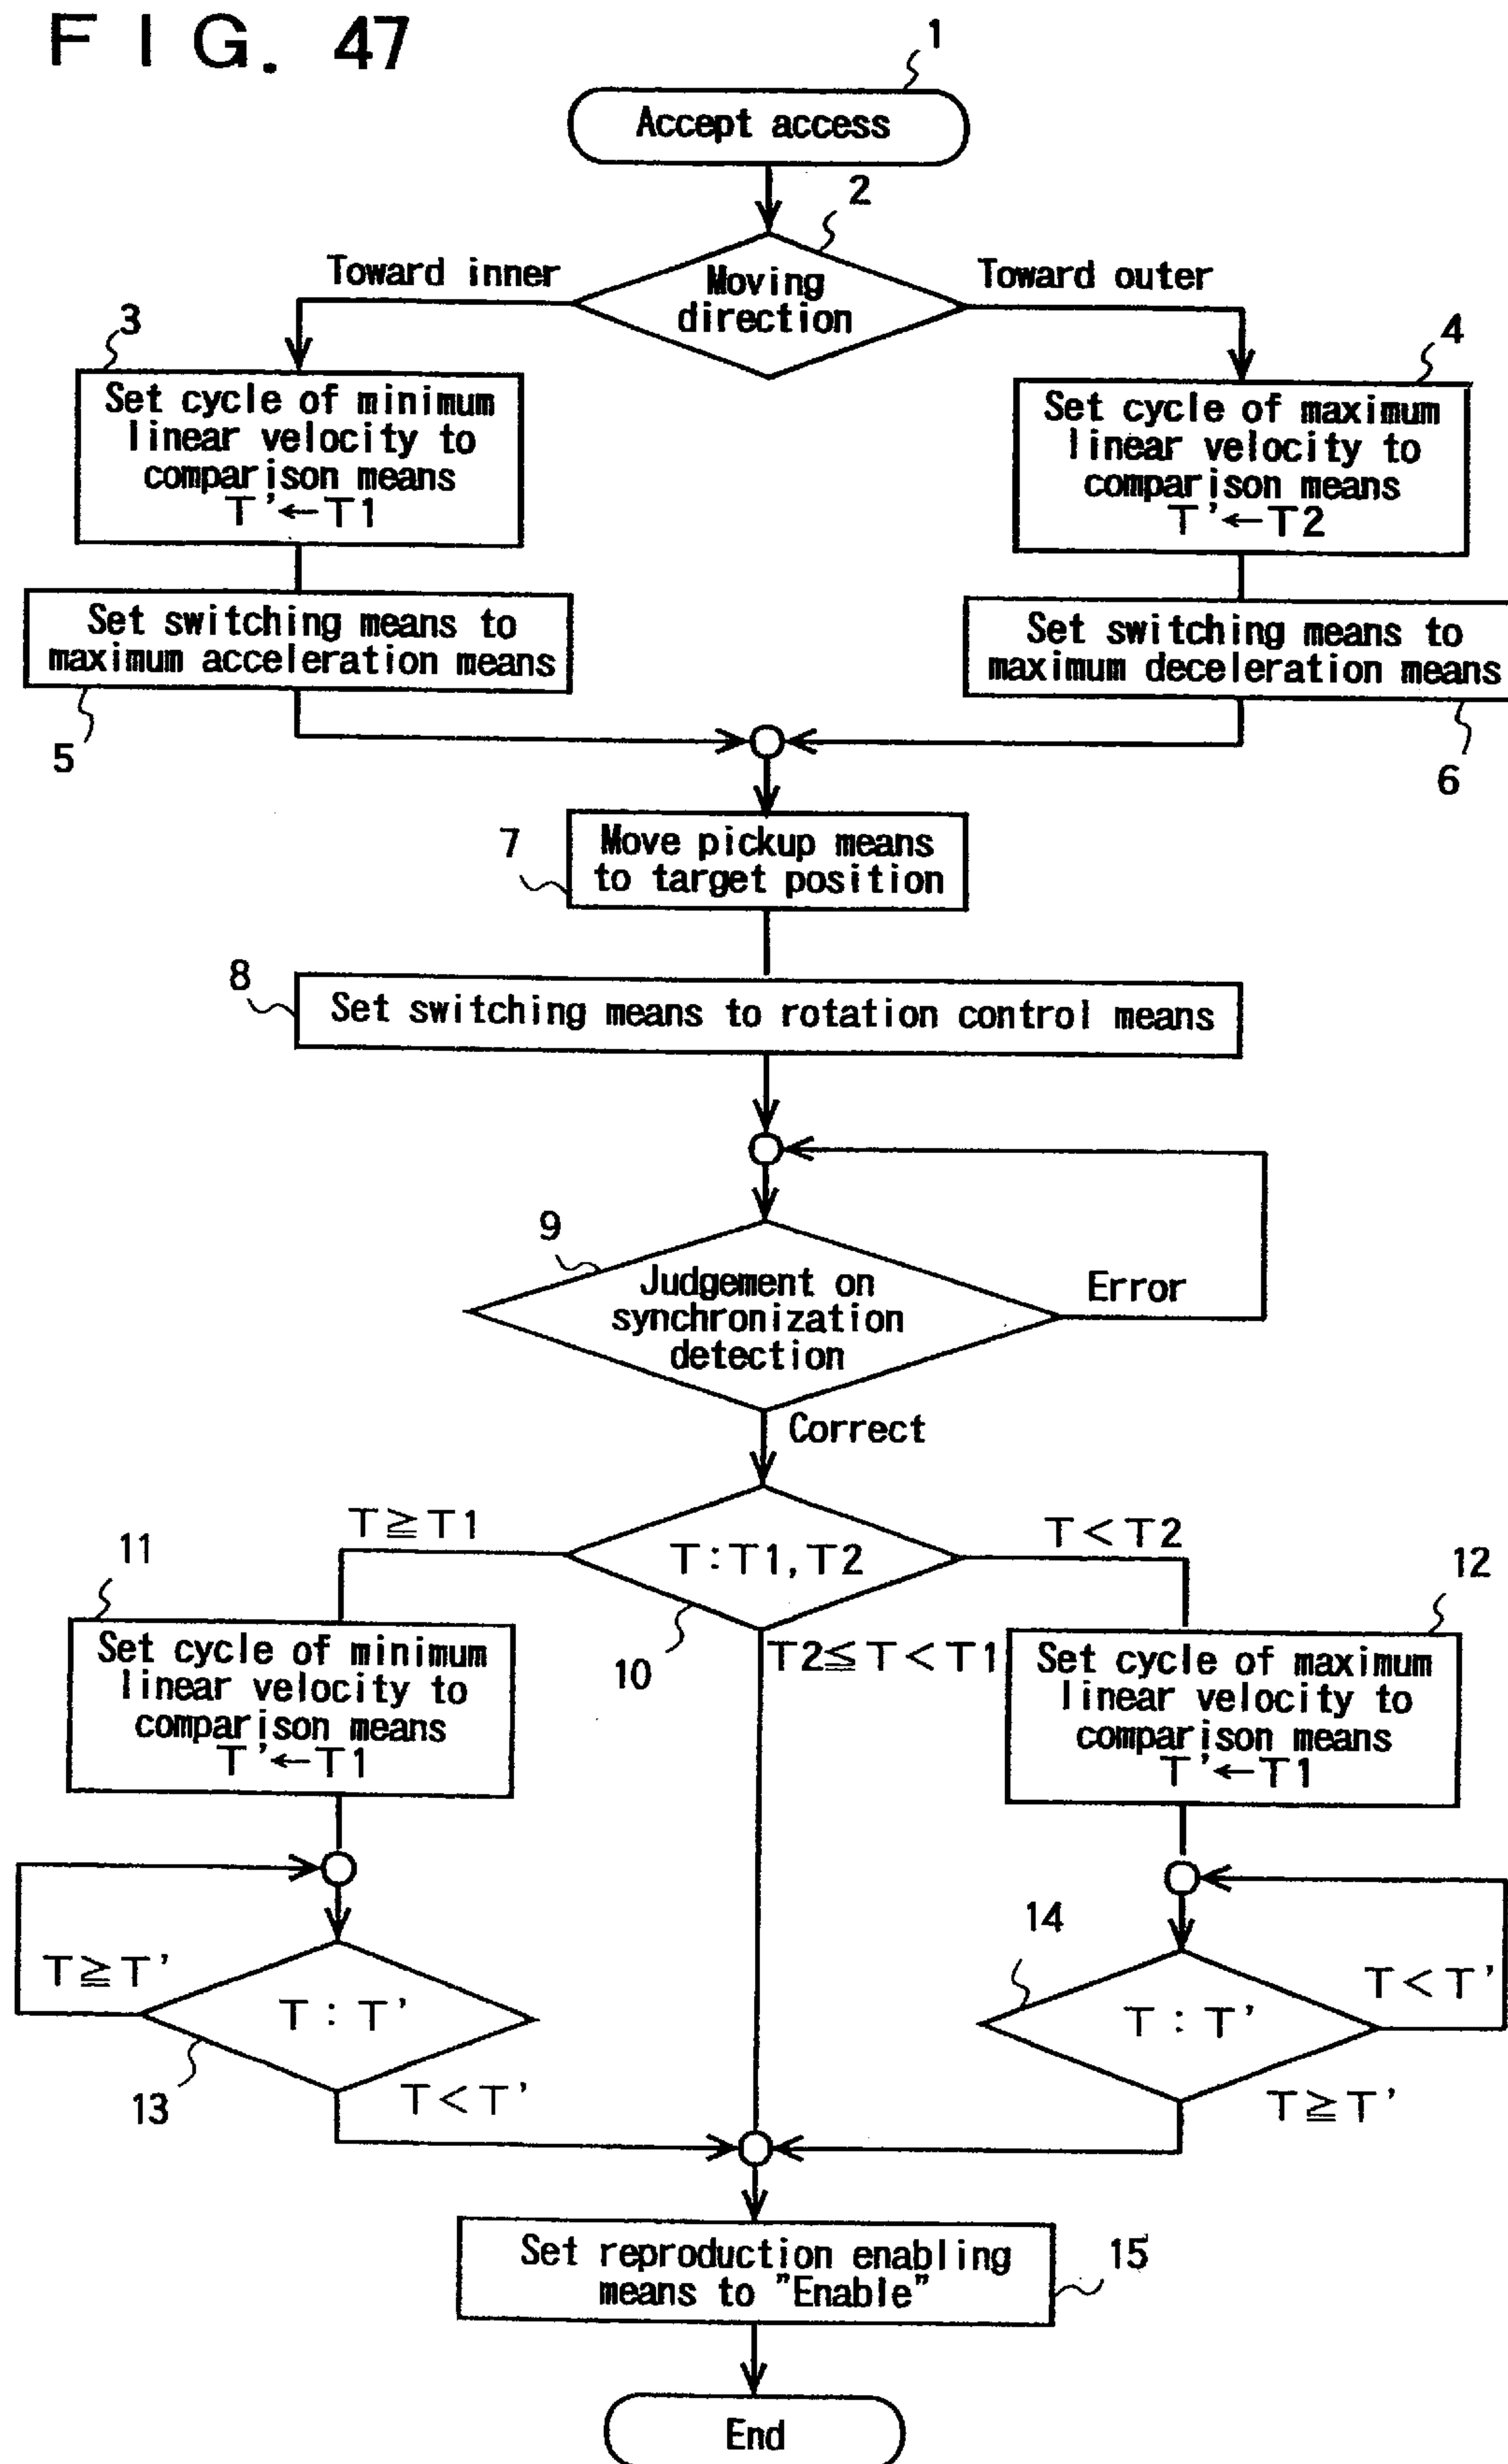 FIG. 47
1
Accept access
2
Moving
direction
Toward inner
Toward outer
3
Set cycle of minimum
linear velocity to
comparison means
T'←T1
4
Set cycle of maximum
linear velocity to
comparison means
T'←T2
Set switching means to
maximum acceleration means
5
Set switching means to
maximum deceleration means
6
7
Move pickup means
to target position
8
Set switching means to rotation control means
9
Judgement on
synchronization
detection
Error
Correct
T≧T1
T:T1,T2
T<T2
10
T2≦T<T1
11
Set cycle of minimum
linear velocity to
comparison means
T'←T1
12
Set cycle of maximum
linear velocity to
comparison means
T'←T1
T≧T'
T:T'
13
T<T'
14
T:T'
T<T'
T≧T'
Set reproduction enabling
means to "Enable"
15
End